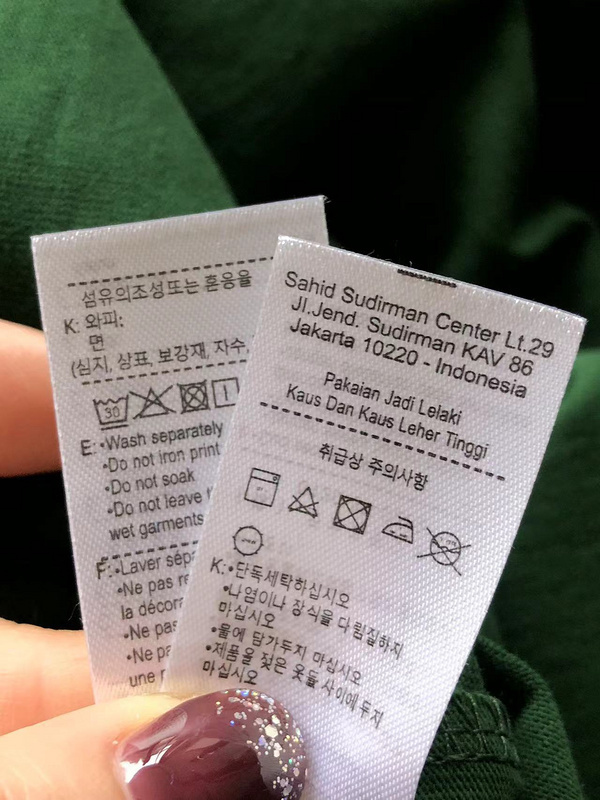 섬유의조성또는 혼용율
K: 와피:
면
(심지, 상표, 보강재, 자수,
30
E: •Wash separately
•Do not iron print
•Do not soak
•Do not leave
wet garments
F: •Laver sépa
•Ne pas re
la décor
•Ne pas
•Ne pa
une
Sahid Sudirman Center Lt.29
Jl.Jend. Sudirman KAV 86
Jakarta 10220 - Indonesia
Pakaian Jadi Lelaki
Kaus Dan Kaus Leher Tinggi
취급상 주의사항
K: •단독세탁하십시오
•나염이나 장식을 다림질하지
마십시오
•물에 담가두지 마십시오
•제품을 젖은 옷들 사이에 두지
마십시오